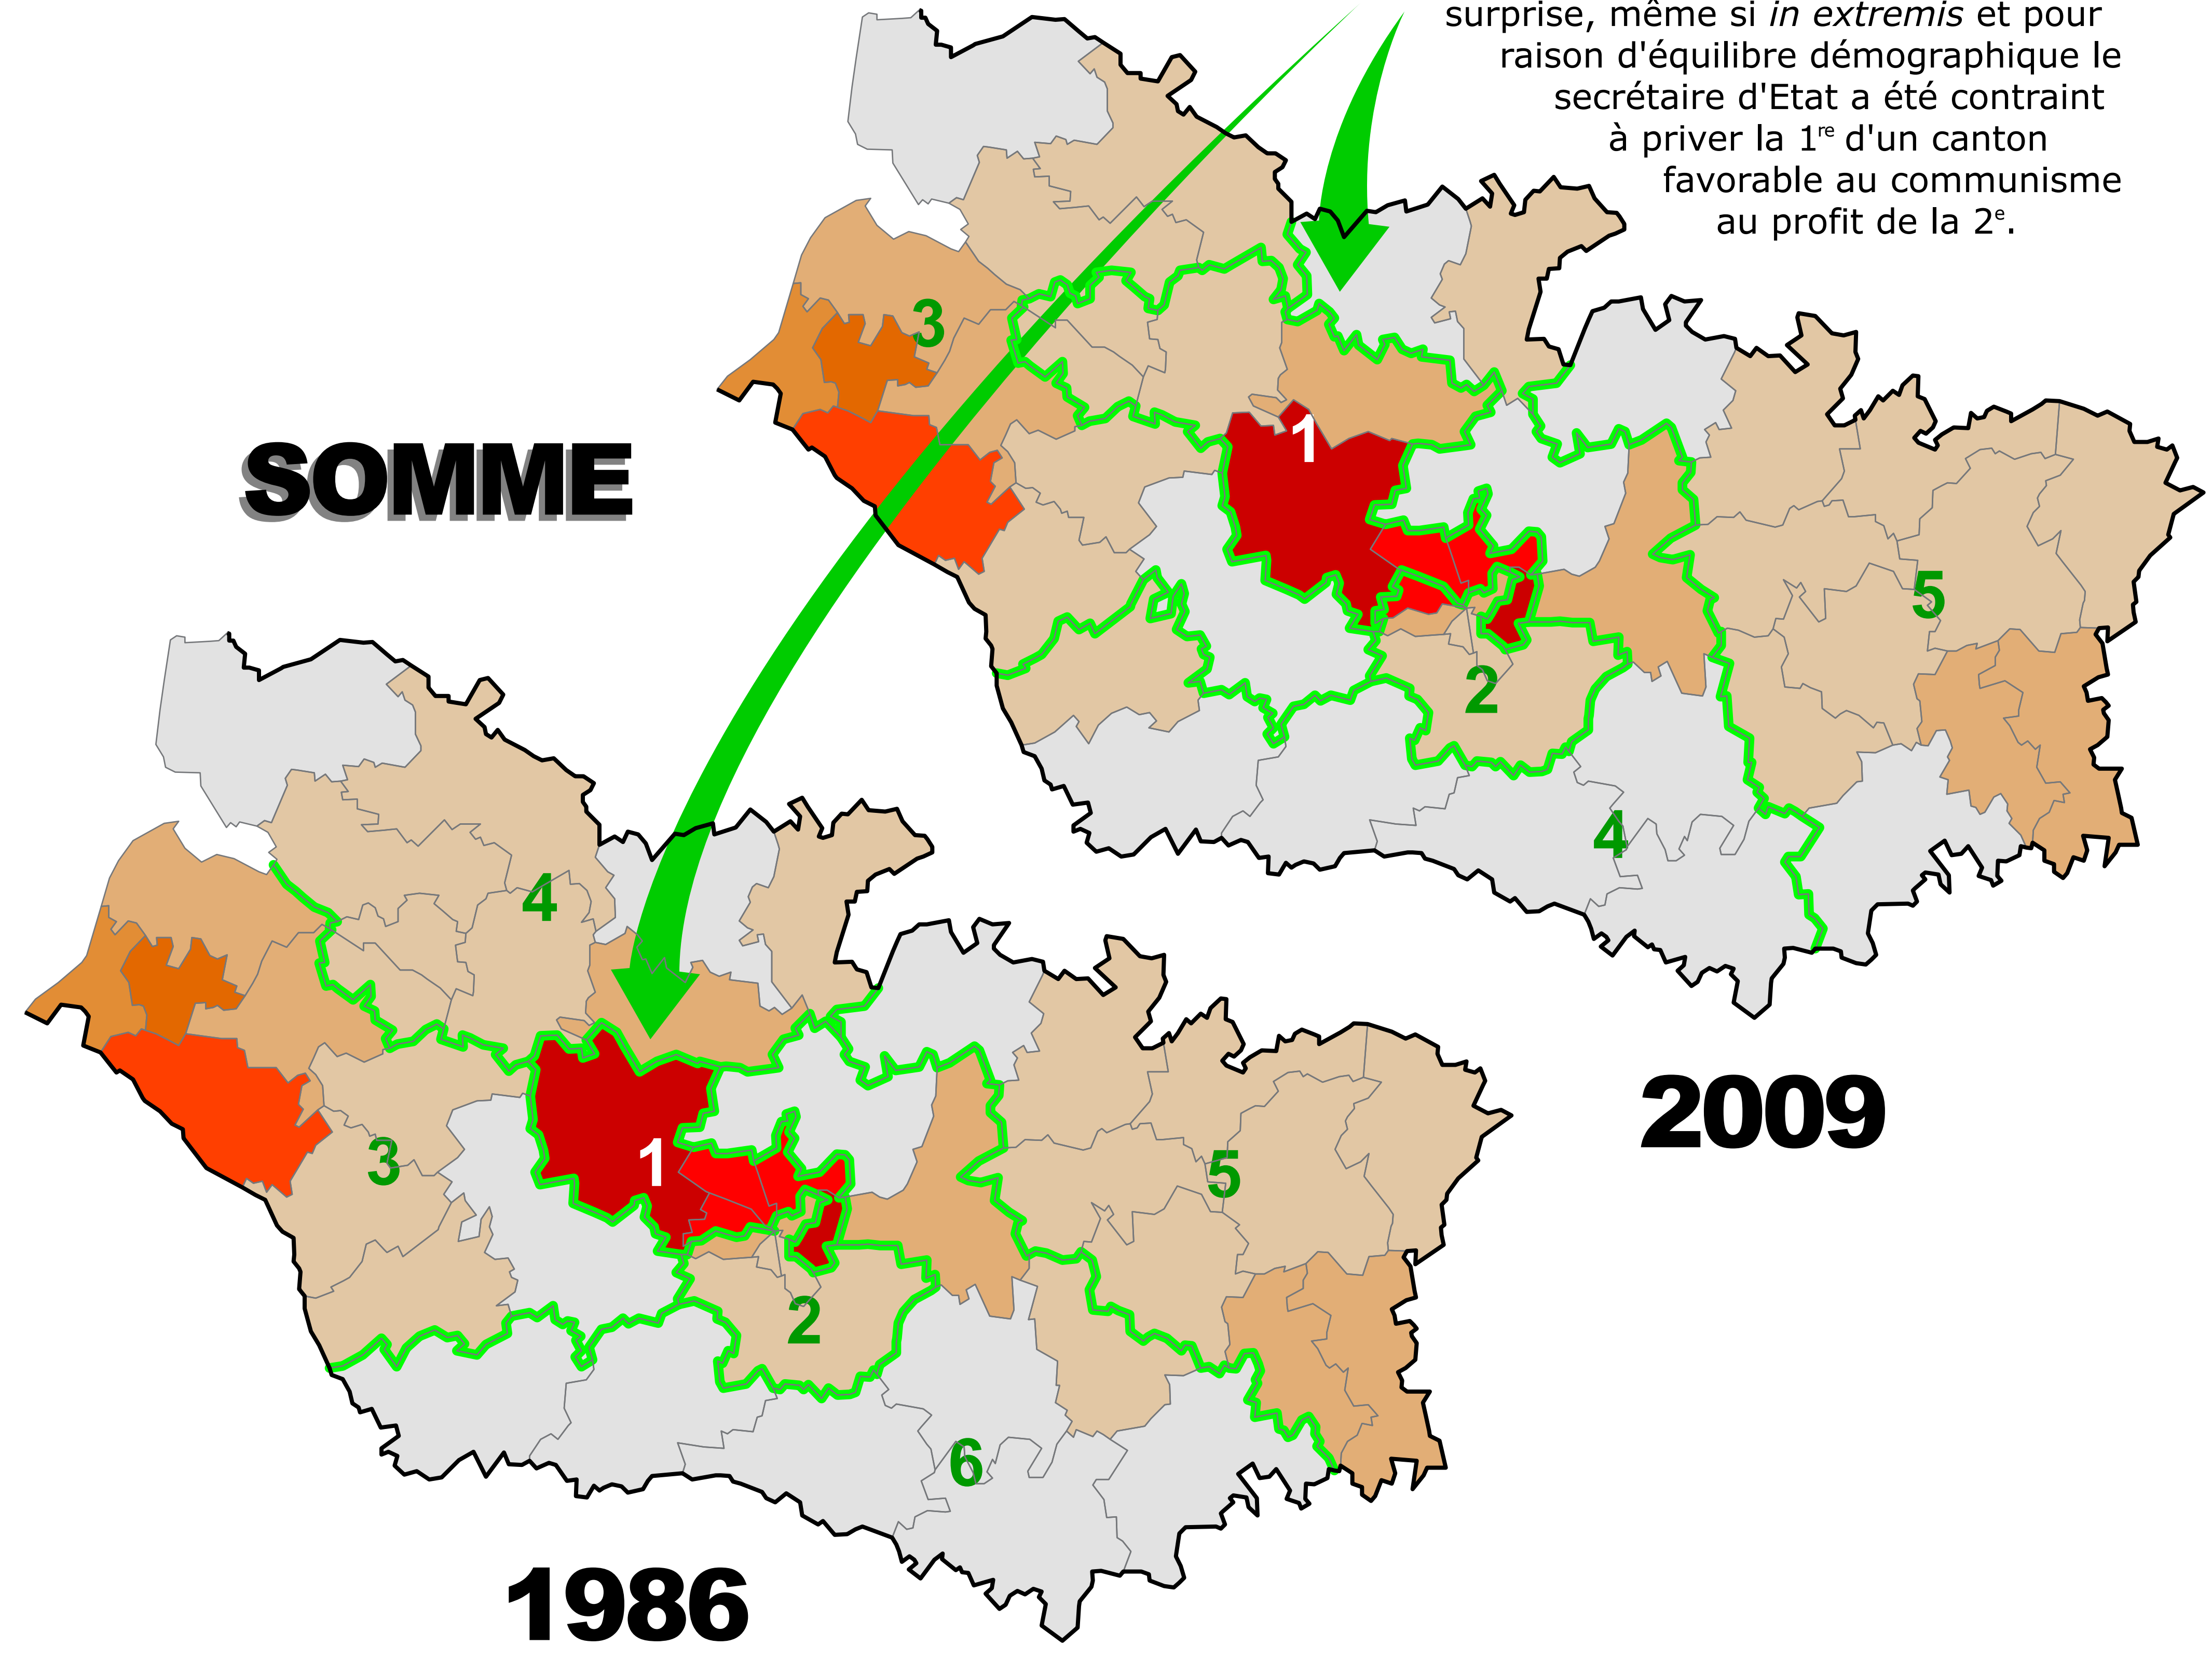 surprise, même si in extremis et pour
raison d'équilibre démographique le
secrétaire d'Etat a été contraint
à priver la 1re d'un canton
favorable au communisme
au profit de la 2e.
3
1
SOMME
5
2
4
4
2009
1
3
5
2
6
1986